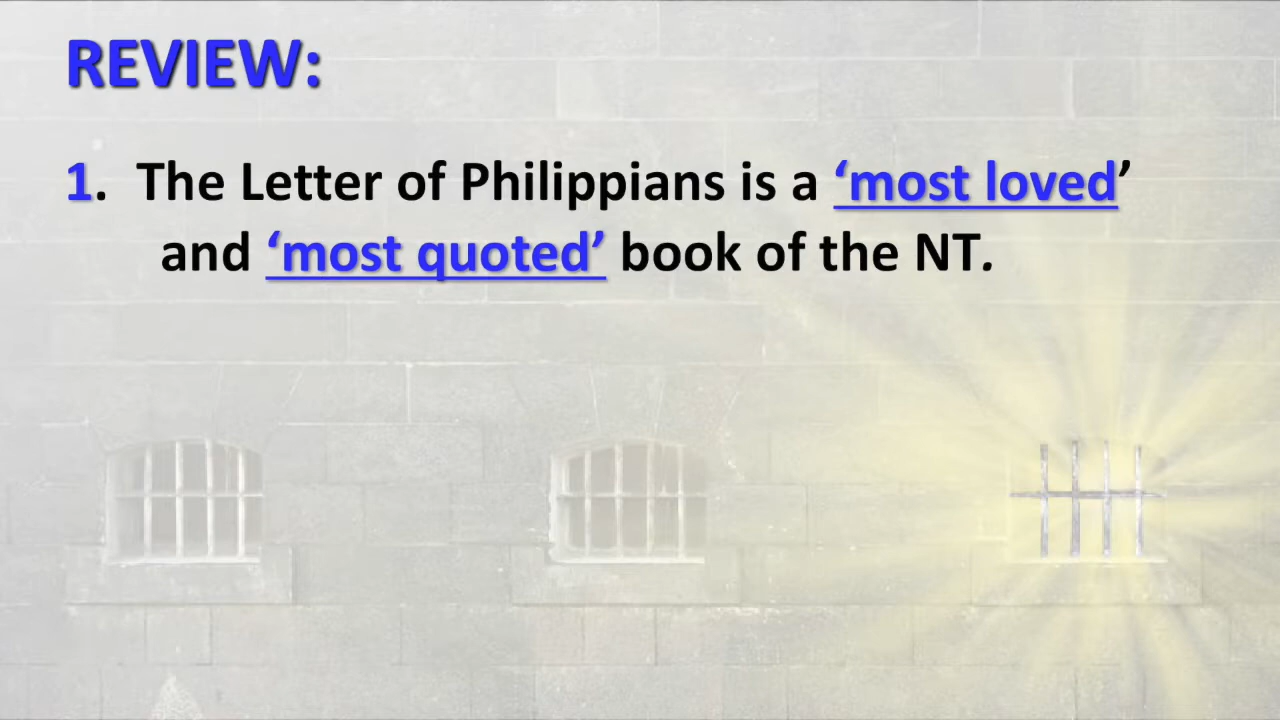 REVIEW:
1. The Letter of Philippians is a ‘most loved’
and ‘most quoted’ book of the NT.